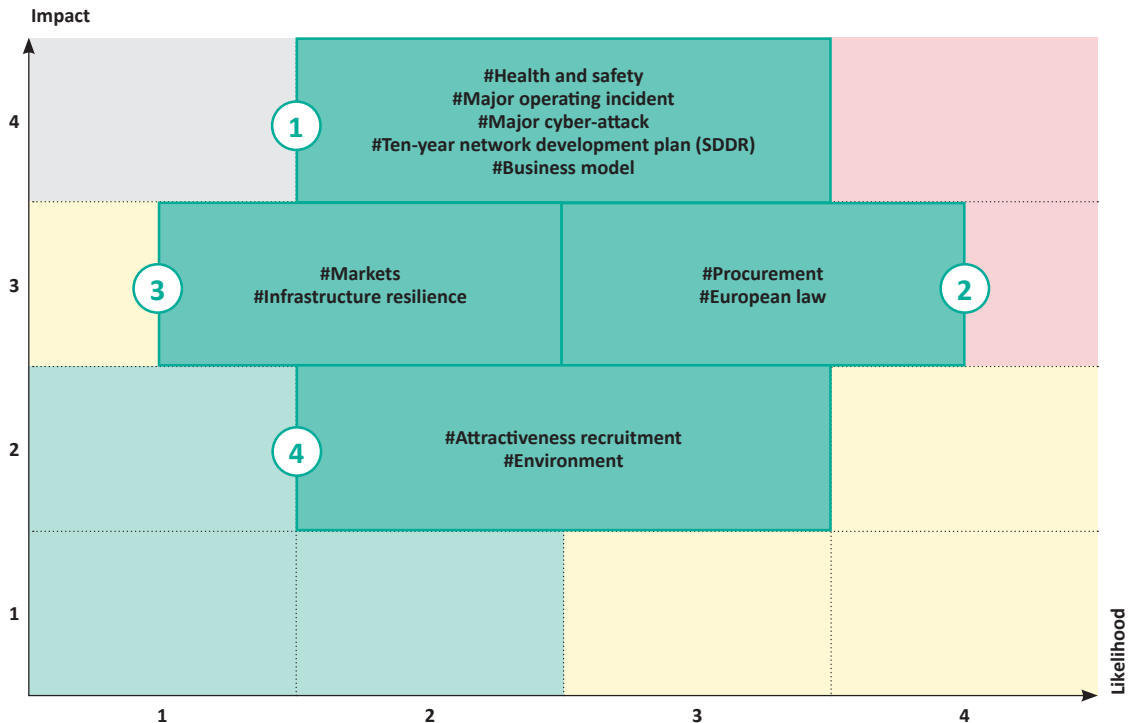 Impact
4
1
#Health and safety
#Major operating incident
#Major cyber-attack
#Ten-year network development plan (SDDR)
#Business model
3
3
#Markets
#Infrastructure resilience
#Procurement
#European law
2
2
4
#Attractiveness recruitment
#Environment
1
Likelihood
1
2
3
4